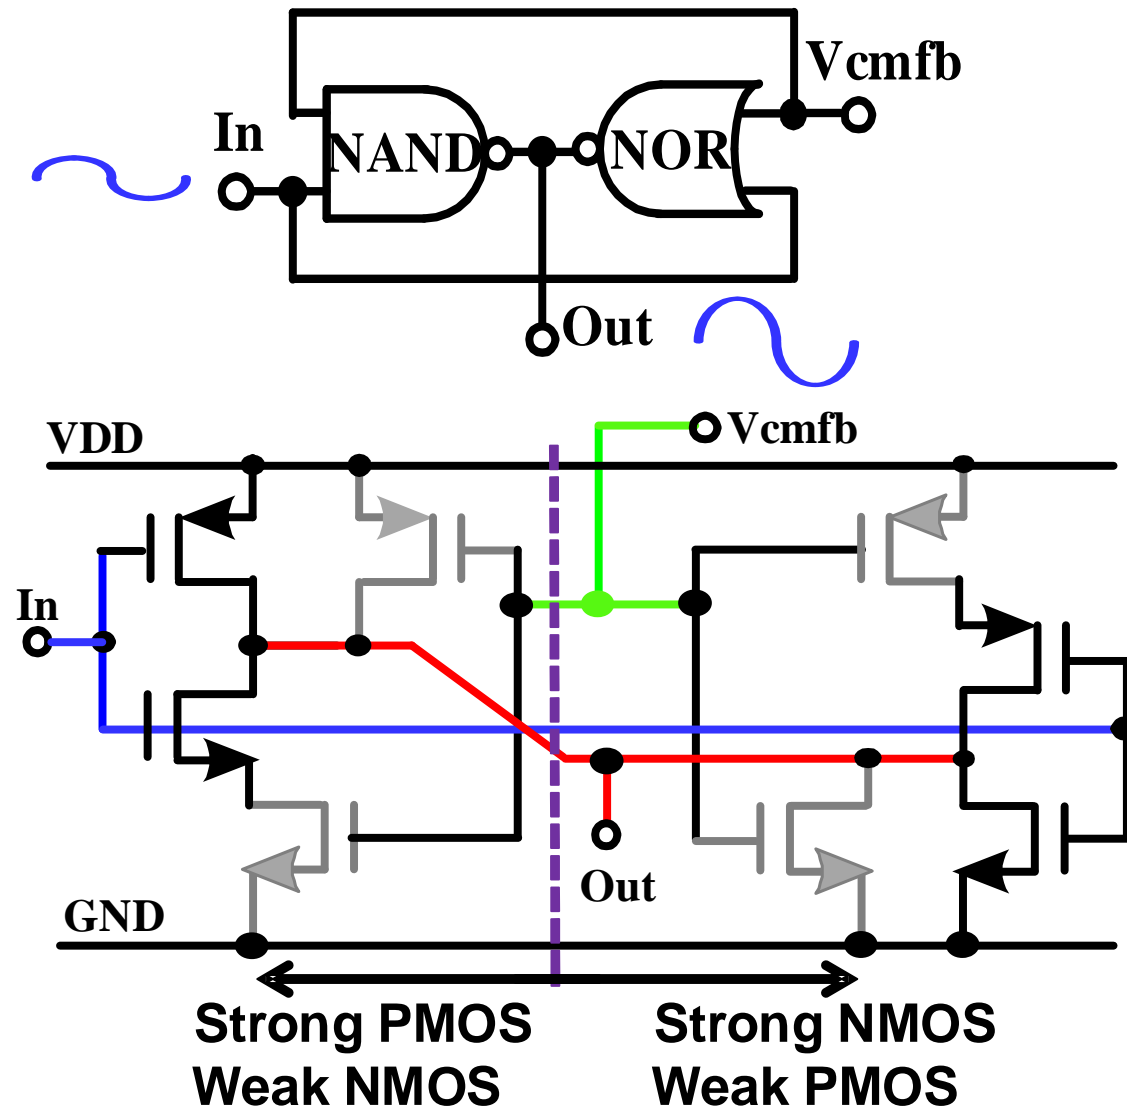 Vcmfb
In
NAND
NOR
Out
Vcmfb
VDD
In
Out
GND
Strong PMOS
Weak NMOS
Strong NMOS
Weak PMOS